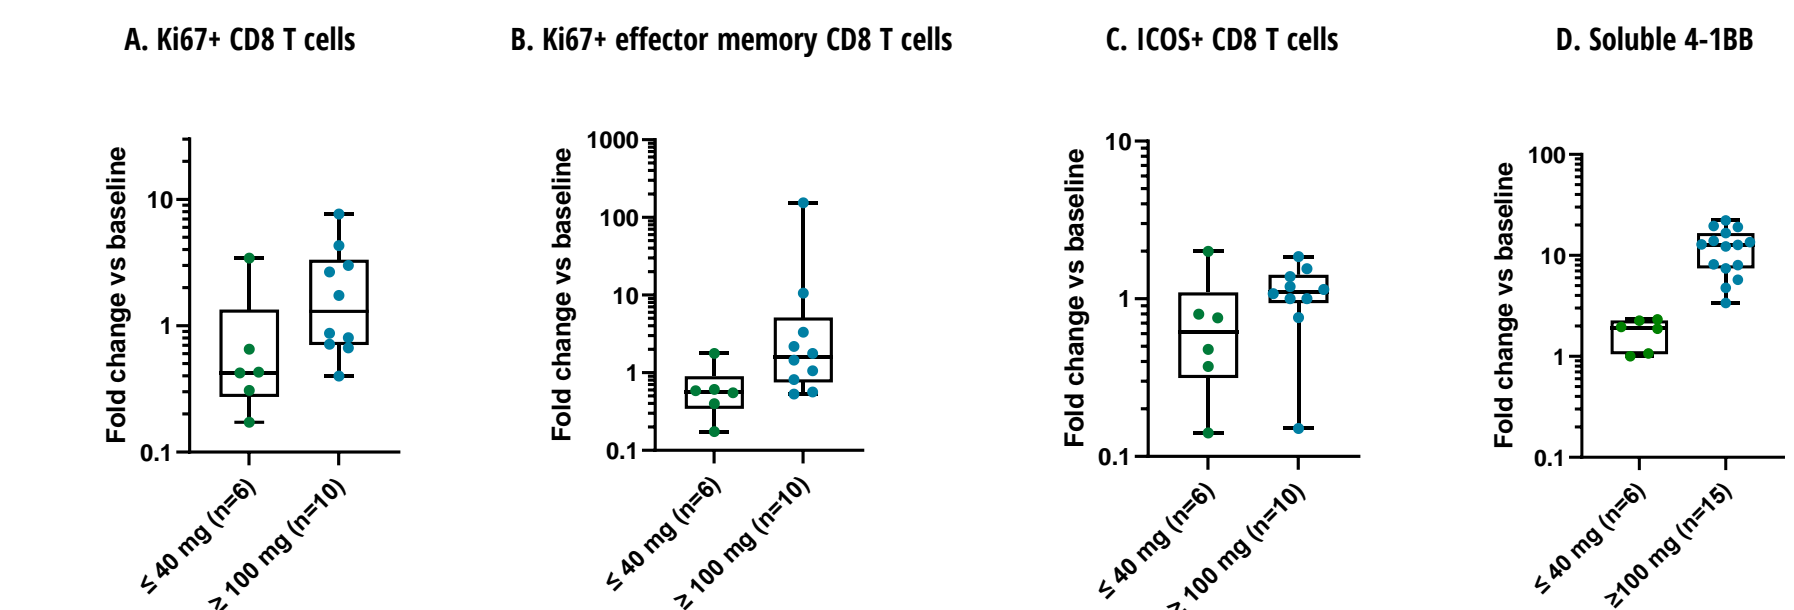 A. Ki67+ CD8 T cells
B. Ki67+ effector memory CD8 T cells
C. ICOS+ CD8 T cells
D. Soluble 4-1BB
Fold change vs baseline
10
1
0.1
≤ 40 mg (n=6)
≥ 100 mg (n=10)
Fold change vs baseline
1000
100
10
1
0.1
≤ 40 mg (n=6)
≥ 100 mg (n=10)
Fold change vs baseline
10
1
0.1
≤ 40 mg (n=6)
≥ 100 mg (n=10)
Fold change vs baseline
100
10
1
0.1
≤ 40 mg (n=6)
≥100 mg (n=15)